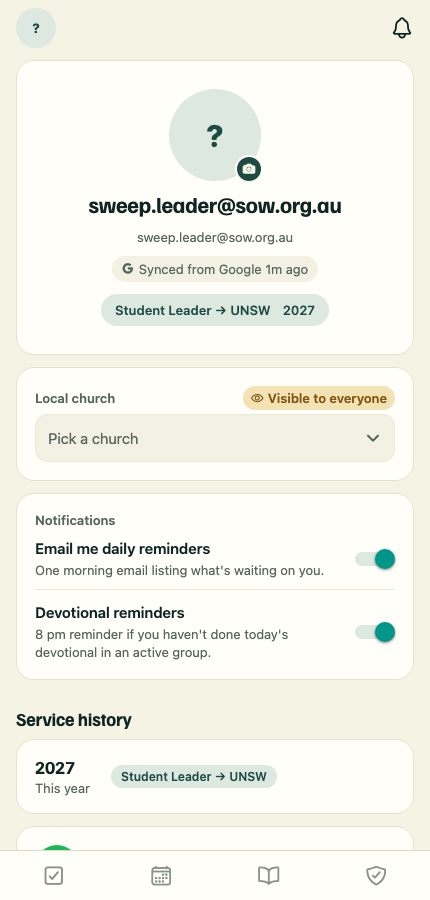 ?
?
sweep.leader@sow.org.au
sweep.leader@sow.org.au
Synced from Google 1m ago
Student Leader → UNSW 2027
Local church
Visible to everyone
Pick a church
Notifications
Email me daily reminders
One morning email listing what's waiting on you.
Devotional reminders
8 pm reminder if you haven't done today's
devotional in an active group.
Service history
2027
This year
Student Leader → UNSW